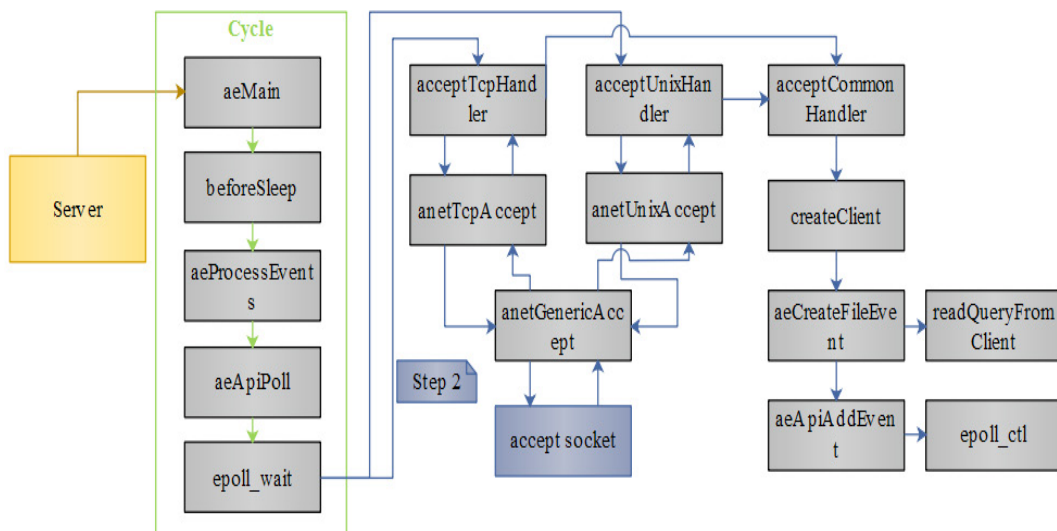 Cycle
aeMain
Server
beforeSleep
aeProcessEvent
s
aeApiPoll
epoll_wait
acceptTcpHand
ler
acceptUnixHan
dler
acceptCommon
Handler
anetTcpAccept
anetUnixAccept
createClient
anetGenericAcc
ept
aeCreateFileEve
nt
readQueryFrom
Client
Step 2
accept socket
aeApiAddEven
t
epoll_ctl